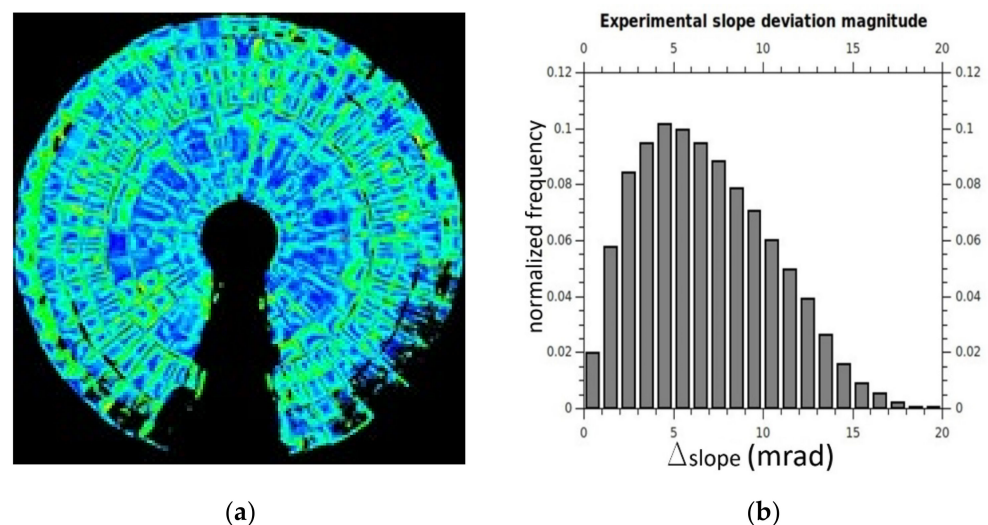 Experimental slope deviation magnitude
0 5 10 15 20
0.12 0.12
0.1 0.1
0.08 0.08
0.06 0.06
0.04 0.04
0.02 0.02
0 0
normalized frequency
0 5 10 15 20
Δslope (mrad)
(a) (b)